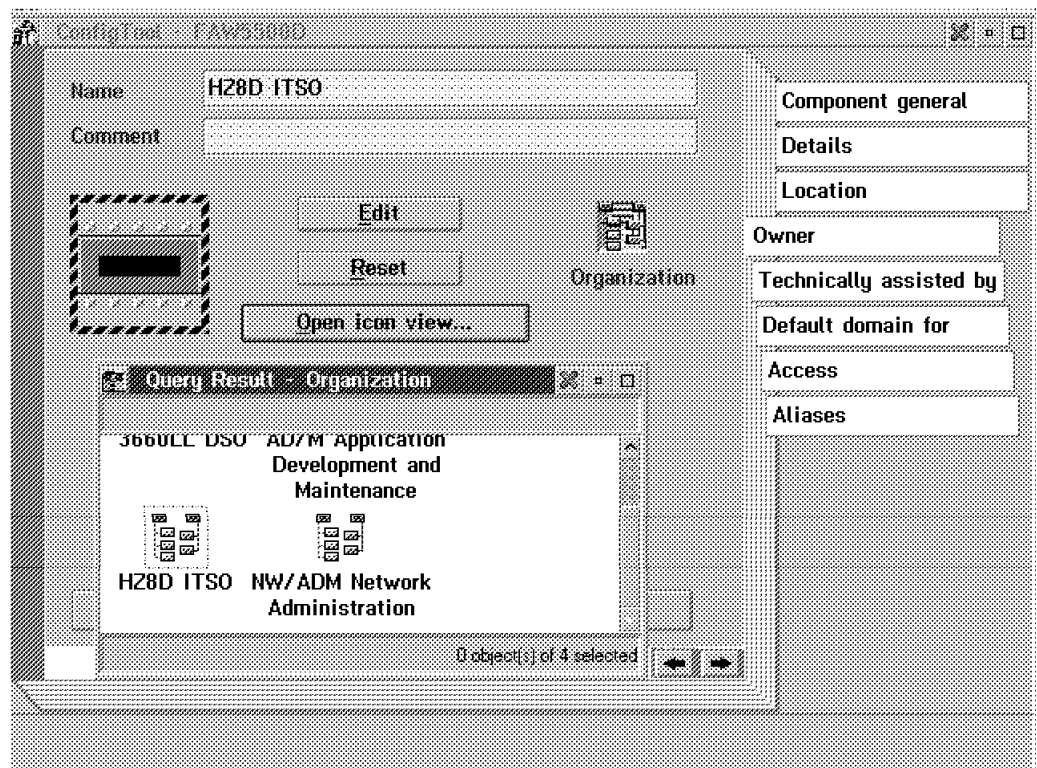 ConfigTool - FAW5500D
Name
HZ8D ITSO
Comment
Edit
Reset
Open icon view...
Organization
Component general
Details
Location
Owner
Technically assisted by
Default domain for
Access
Aliases
Query Result - Organization
3660LL DSO
AD/M Application
Development and
Maintenance
HZ8D ITSO
NW/ADM Network
Administration
0 object(s) of 4 selected